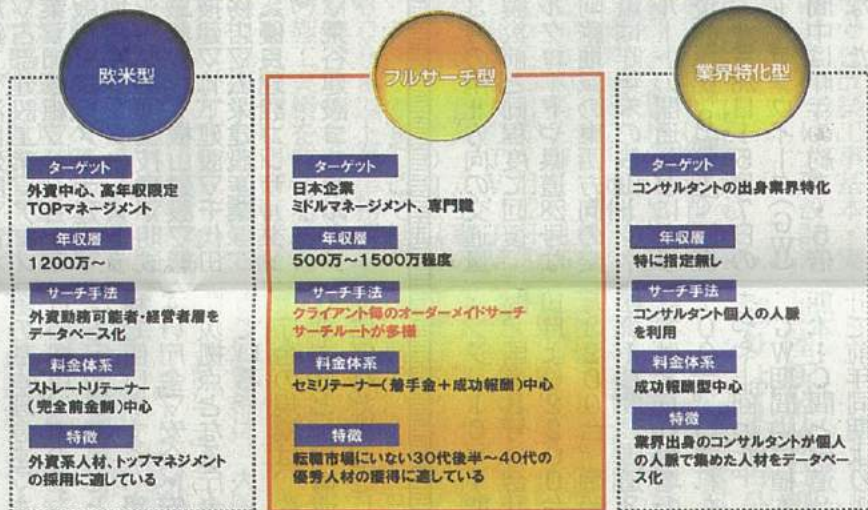 欧米型
ターゲット
外資中心、高年収限定
TOPマネージメント
年収層
1200万~
サーチ手法
外資勤務可能者・経営者層を
データベース化
料金体系
ストレートリテーナー
(完全前金制)中心
特徴
外資系人材、トップマネジメント
の採用に適している
フルサーチ型
ターゲット
日本企業
ミドルマネージメント、専門職
年収層
500万~1500万程度
サーチ手法
クライアント毎のオーダーメイドサーチ
サーチルートが多様
料金体系
セミリテーナー(着手金+成功報酬)中心
特徴
転職市場にいない30代後半~40代の
優秀人材の獲得に適している
業界特化型
ターゲット
コンサルタントの出身業界特化
年収層
特に指定無し
サーチ手法
コンサルタント個人の人脈
を利用
料金体系
成功報酬型中心
特徴
業界出身のコンサルタントが個人
の人脈で集めた人材をデータベー
ス化